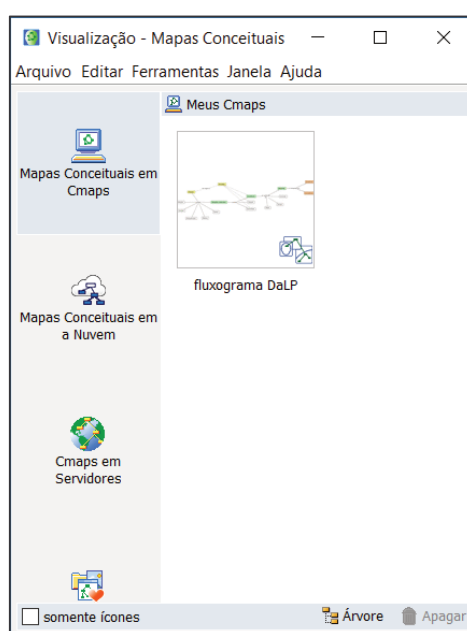 Visualização - Mapas Conceituais
Arquivo Editar Ferramentas Janela Ajuda
Meus Cmaps
Mapas Conceituais em
Cmaps
fluxograma DaLP
Mapas Conceituais em
a Nuvem
Cmaps em
Servidores
somente ícones
Árvore
Apagar